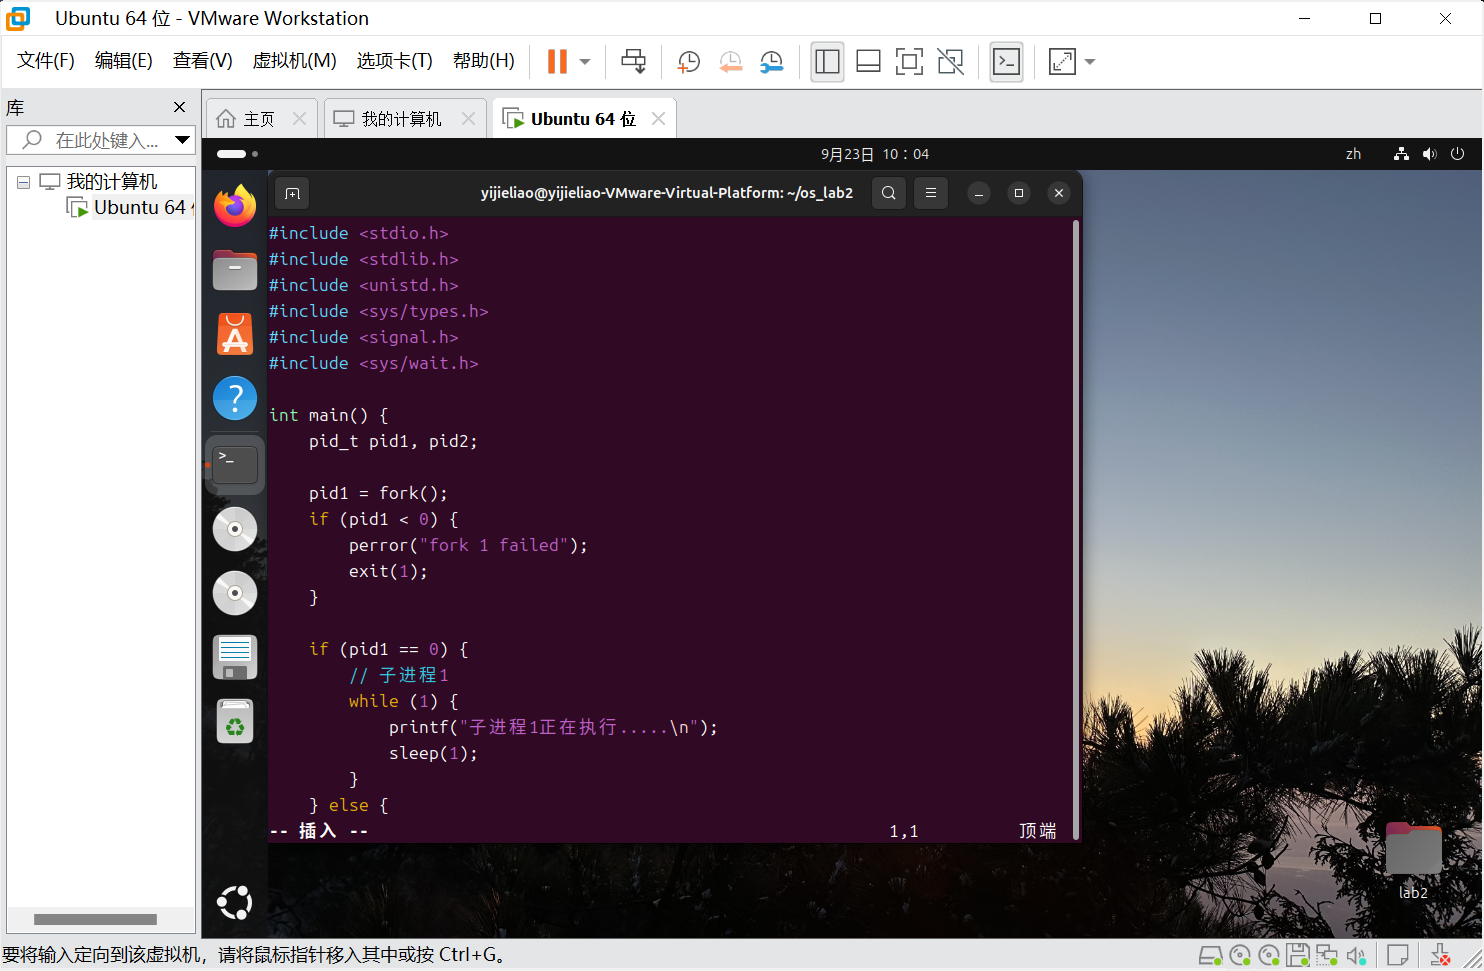 Ubuntu 64 位 - VMware Workstation
文件(F) 编辑(E) 查看(V) 虚拟机(M) 选项卡(T) 帮助(H)
库
在此处键入...
我的计算机
Ubuntu 64
主页 我的计算机 Ubuntu 64 位
9月23日 10：04
zh
yijieliao@yijieliao-VMware-Virtual-Platform: ~/os_lab2
#include <stdio.h>
#include <stdlib.h>
#include <unistd.h>
#include <sys/types.h>
#include <signal.h>
#include <sys/wait.h>
int main() {
pid_t pid1, pid2;
pid1 = fork();
if (pid1 < 0) {
perror("fork 1 failed");
exit(1);
}
if (pid1 == 0) {
// 子进程1
while (1) {
printf("子进程1正在执行.....\n");
sleep(1);
}
} else {
-- 插入 -- 1,1 顶端
lab2
要将输入定向到该虚拟机，请将鼠标指针移入其中或按 Ctrl+G。